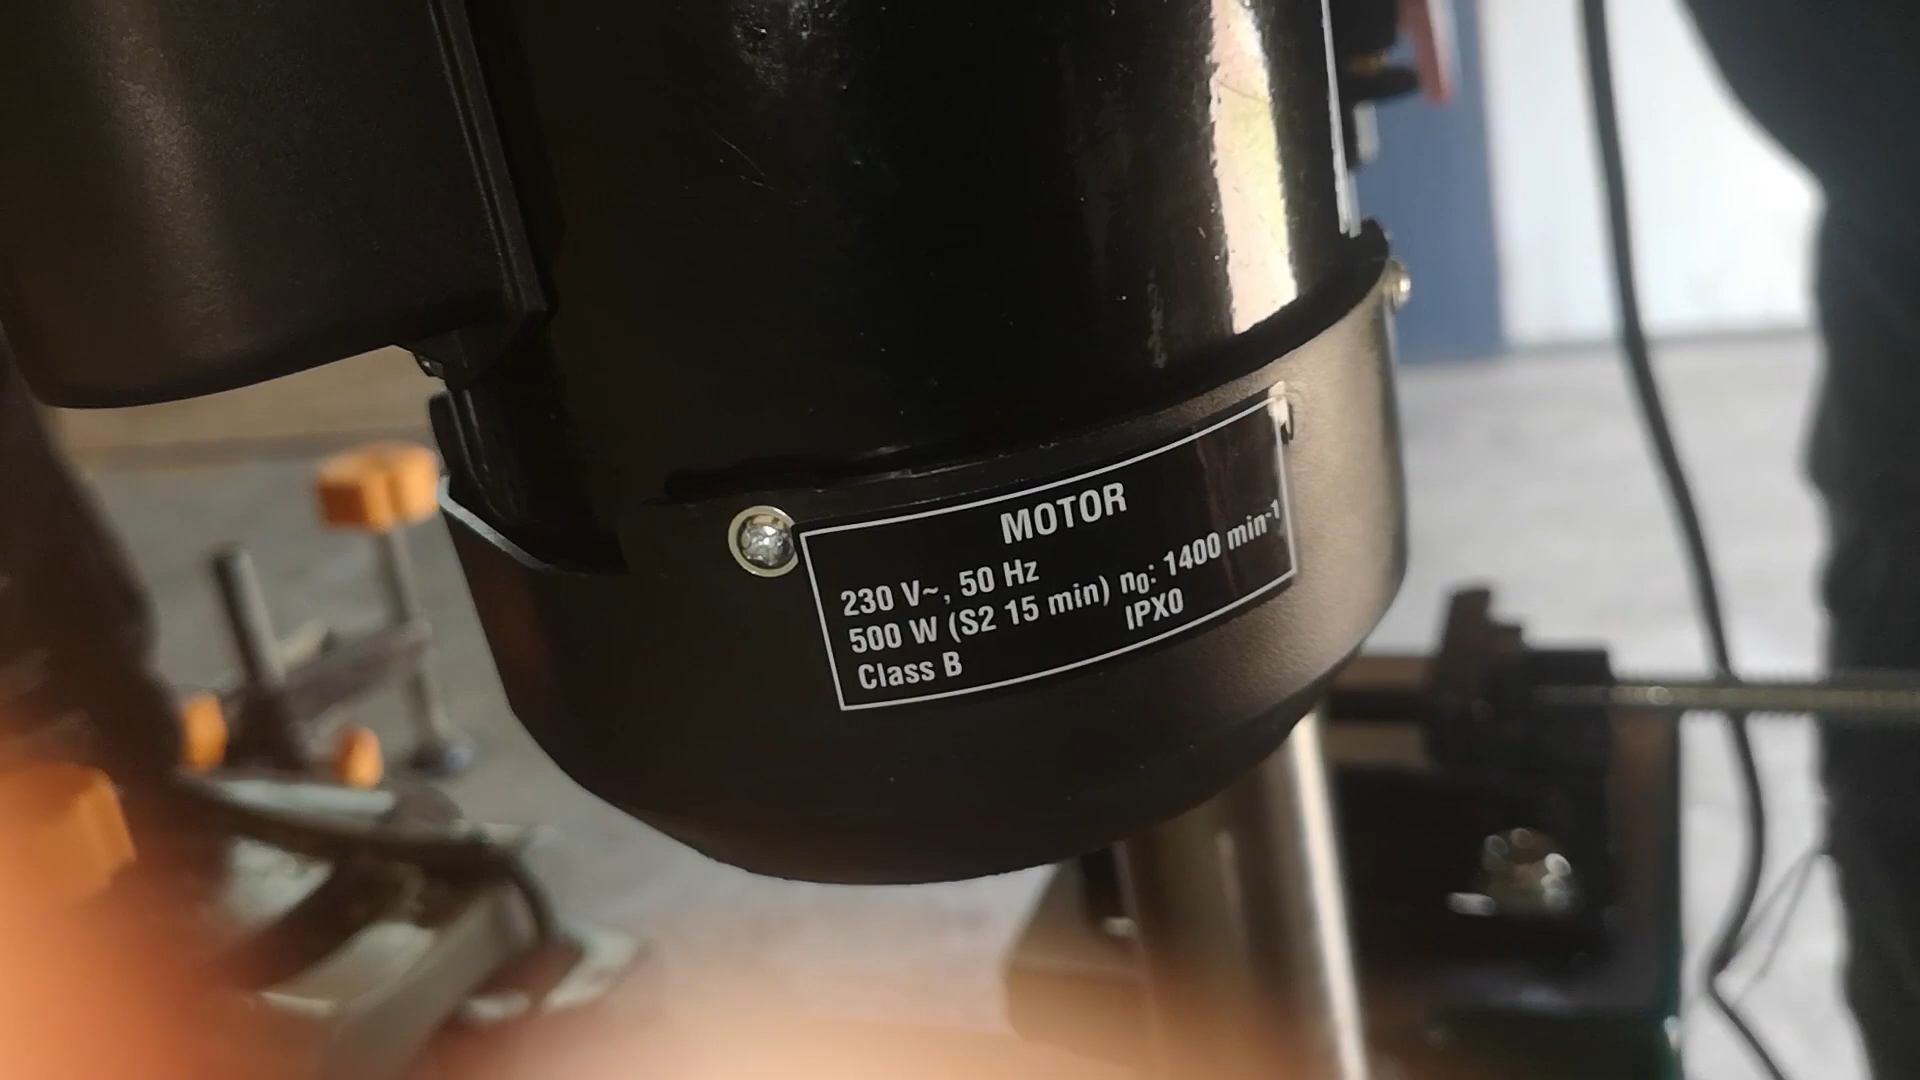 MOTOR
230 V~, 50 Hz
500 W (S2 15 min) n₀: 1400 min⁻¹
Class B IPX0